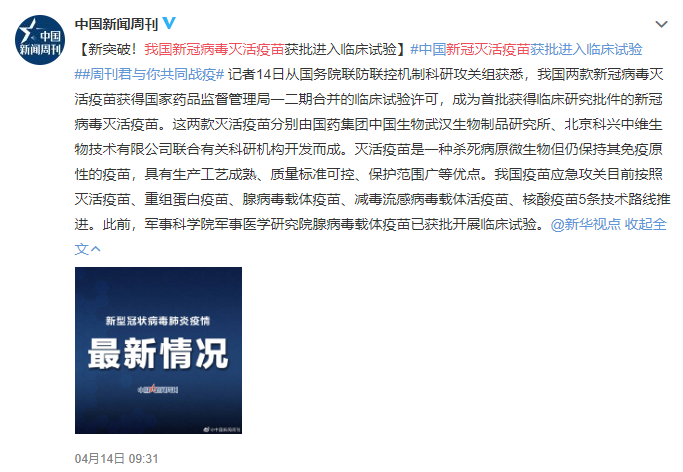 中国新闻周刊
中国
新闻周刊
【新突破！我国新冠病毒灭活疫苗获批进入临床试验】#中国新冠灭活疫苗获批进入临床试验
##周刊君与你共同战疫# 记者14日从国务院联防联控机制科研攻关组获悉，我国两款新冠病毒灭
活疫苗获得国家药品监督管理局一二期合并的临床试验许可，成为首批获得临床研究批件的新冠
病毒灭活疫苗。这两款灭活疫苗分别由国药集团中国生物武汉生物制品研究所、北京科兴中维生
物技术有限公司联合有关科研机构开发而成。灭活疫苗是一种杀死病原微生物但仍保持其免疫原
性的疫苗，具有生产工艺成熟、质量标准可控、保护范围广等优点。我国疫苗应急攻关目前按照
灭活疫苗、重组蛋白疫苗、腺病毒载体疫苗、减毒流感病毒载体活疫苗、核酸疫苗5条技术路线推
进。此前，军事科学院军事医学研究院腺病毒载体疫苗已获批开展临床试验。@新华视点 收起全
文
新型冠状病毒肺炎疫情
最新情况
中国新闻周刊
@中国新闻周刊
04月14日 09:31